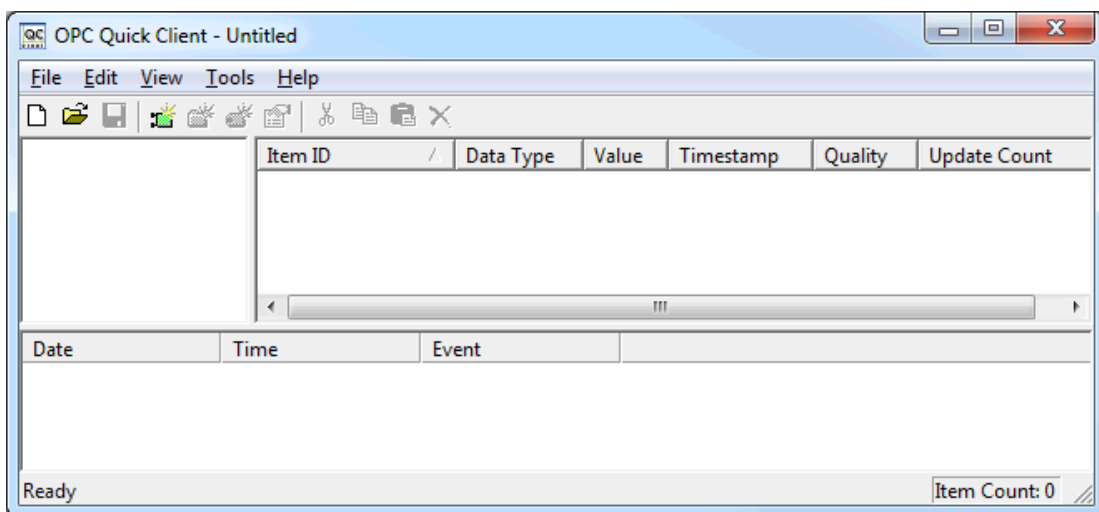 OPC Quick Client - Untitled
File Edit View Tools Help
Item ID Data Type Value Timestamp Quality Update Count
Date Time Event
Ready Item Count: 0